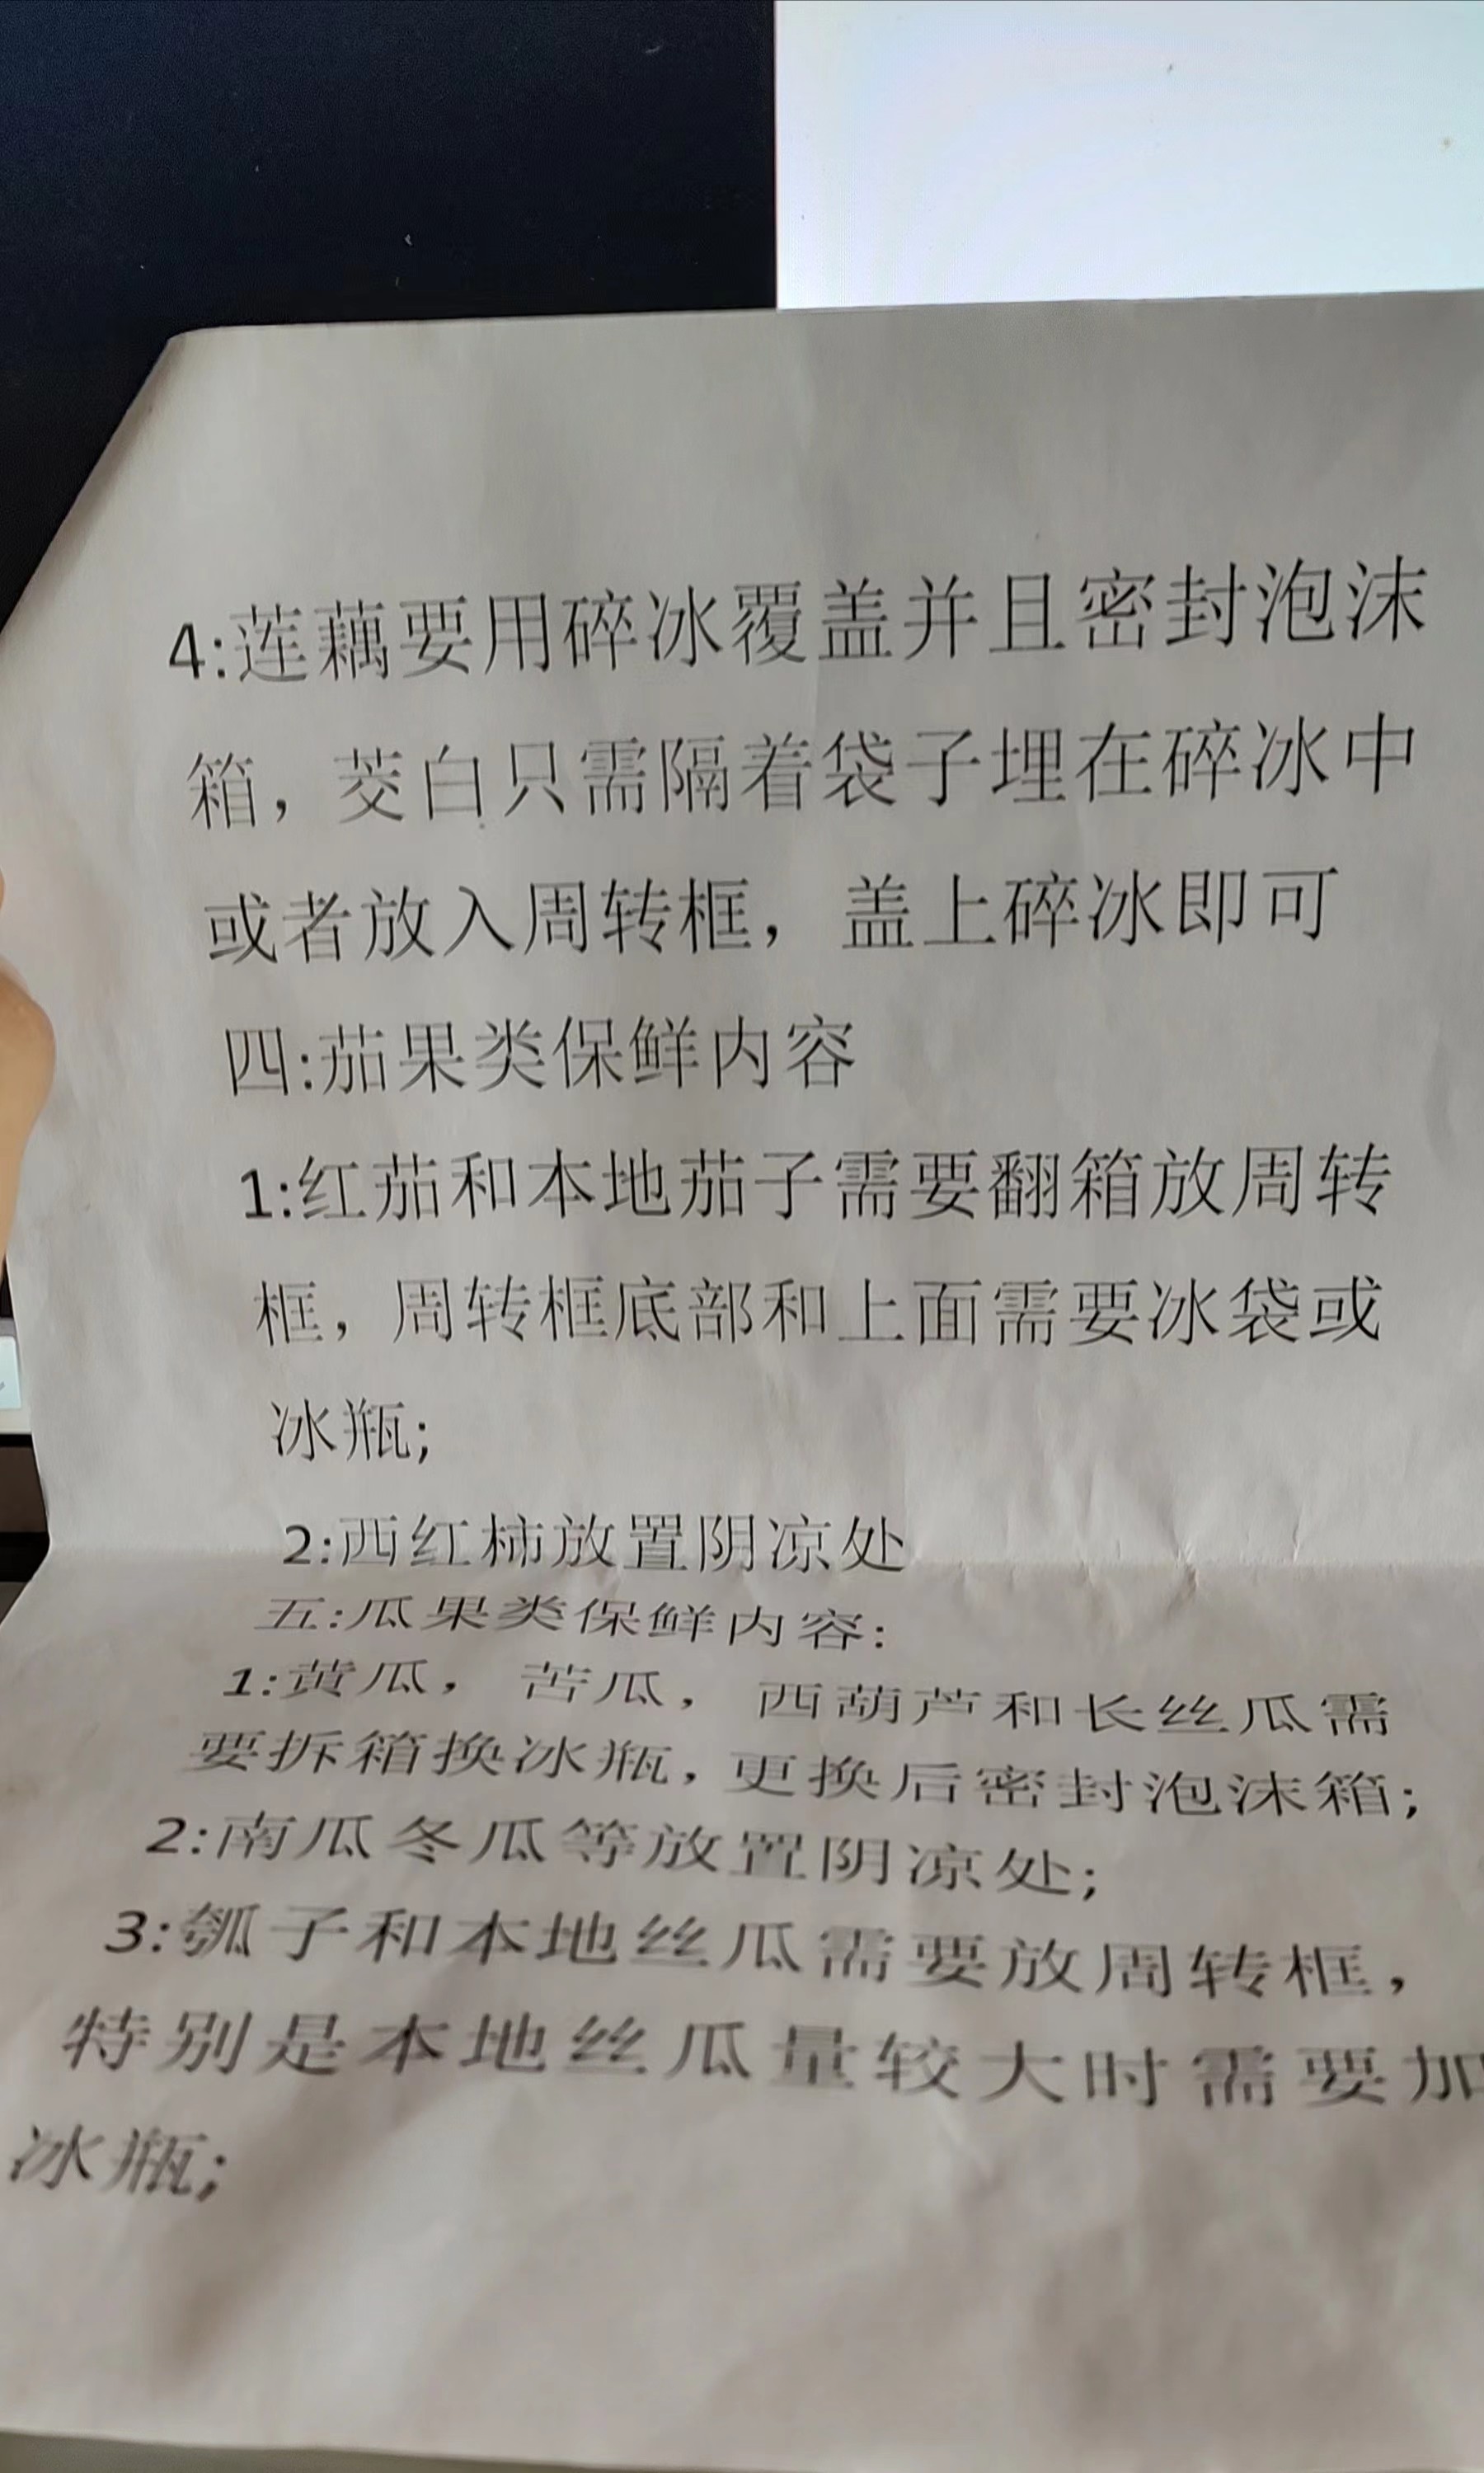 4:莲藕要用碎冰覆盖并且密封泡沫
箱，茭白只需隔着袋子埋在碎冰中
或者放入周转框，盖上碎冰即可
四:茄果类保鲜内容
1:红茄和本地茄子需要翻箱放周转
框，周转框底部和上面需要冰袋或
冰瓶;
2:西红柿放置阴凉处
五:瓜果类保鲜内容:
1:黄瓜，苦瓜，西葫芦和长丝瓜需
要拆箱换冰瓶，更换后密封泡沫箱;
2:南瓜冬瓜等放置阴凉处;
3:瓠子和本地丝瓜需要放周转框，
特别是本地丝瓜量较大时需要加
冰瓶;